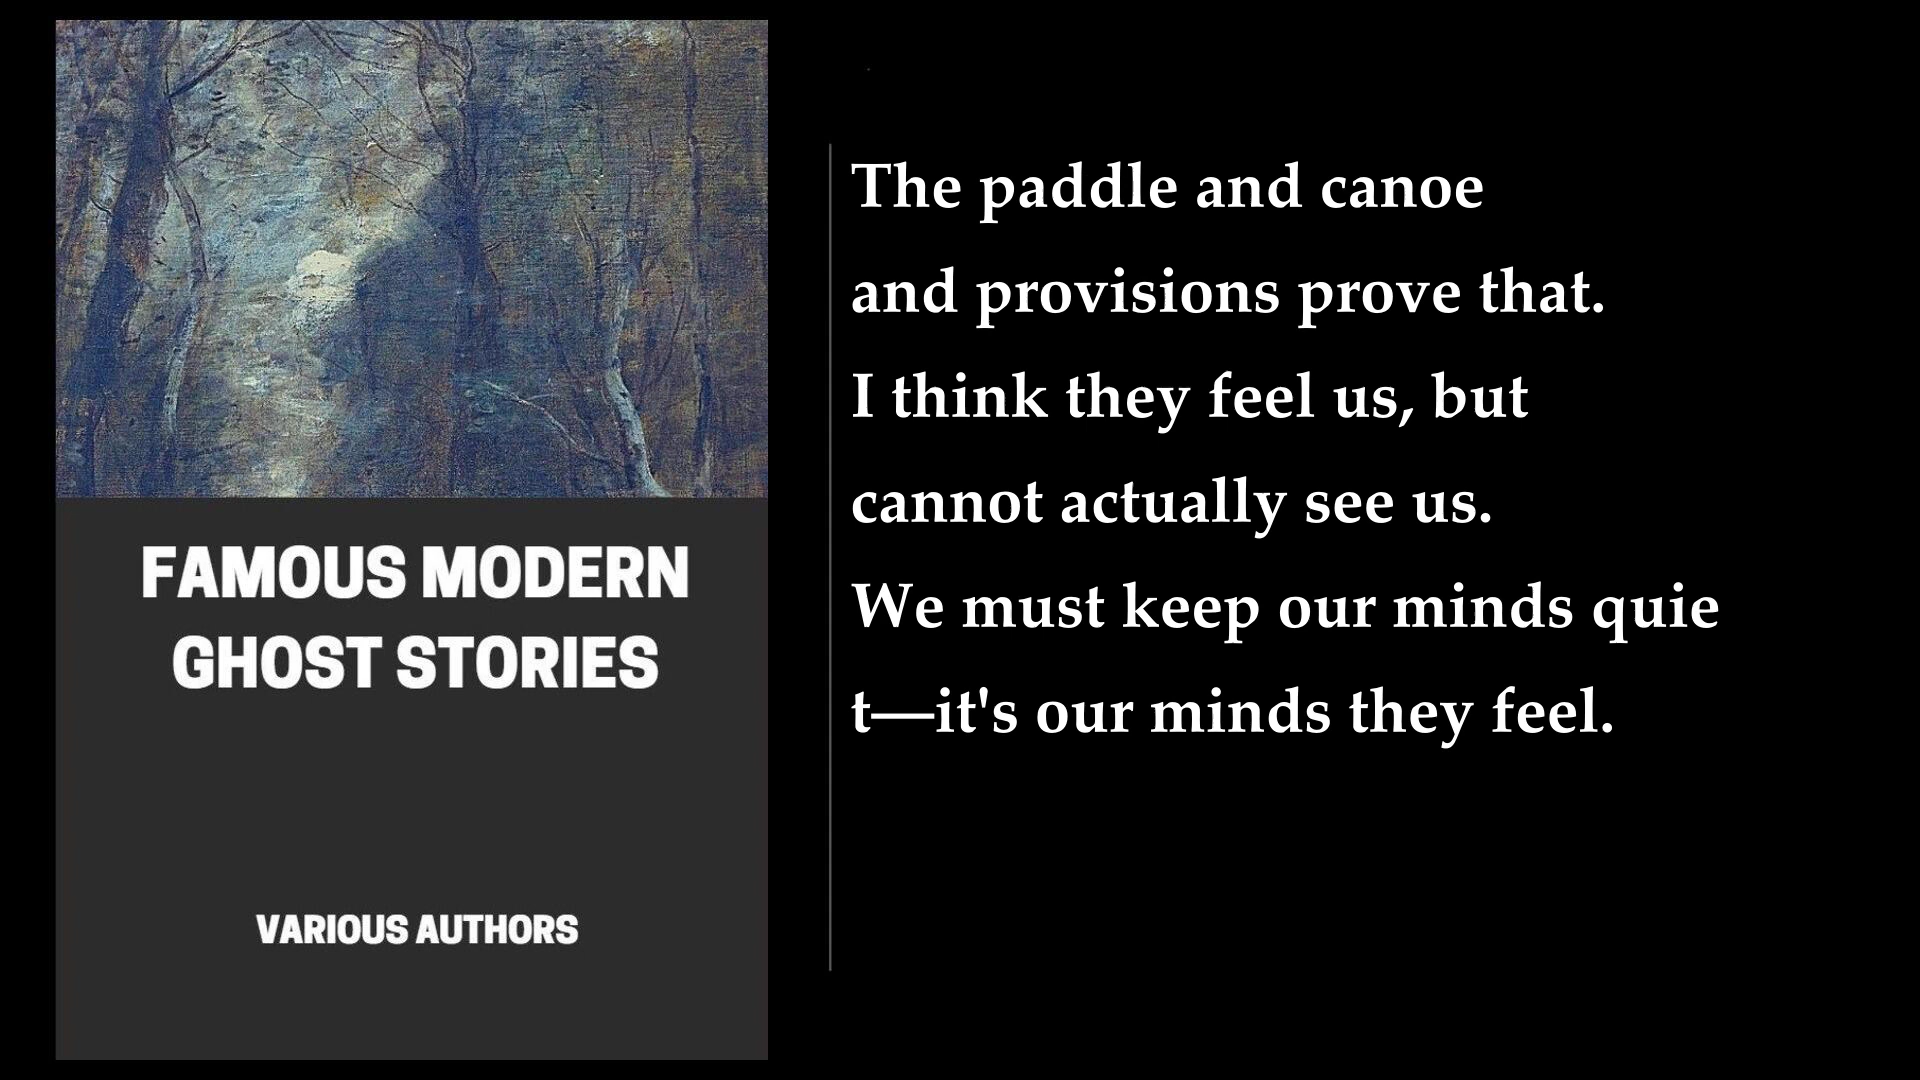 FAMOUS MODERN
GHOST STORIES
VARIOUS AUTHORS
The paddle and canoe
and provisions prove that.
I think they feel us, but
cannot actually see us.
We must keep our minds quie
t—it's our minds they feel.